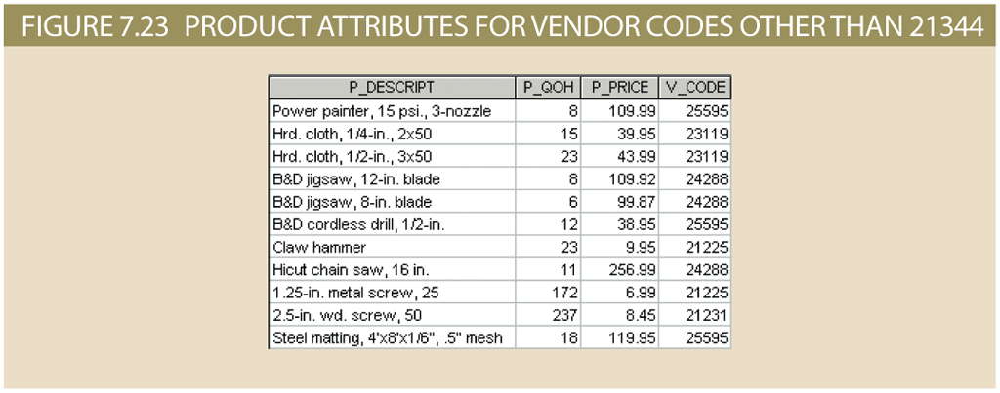 FIGURE 7.23 PRODUCT ATTRIBUTES FOR VENDOR CODES OTHER THAN 21344
P_DESCRIPT P_QOH P_PRICE V_CODE
Power painter, 15 psi., 3-nozzle 8 109.99 25595
Hrd. cloth, 1/4-in., 2x50 15 39.95 23119
Hrd. cloth, 1/2-in., 3x50 23 43.99 23119
B&D jigsaw, 12-in. blade 8 109.92 24288
B&D jigsaw, 8-in. blade 6 99.87 24288
B&D cordless drill, 1/2-in. 12 38.95 25595
Claw hammer 23 9.95 21225
Hicut chain saw, 16 in. 11 256.99 24288
1.25-in. metal screw, 25 172 6.99 21225
2.5-in. wd. screw, 50 237 8.45 21231
Steel matting, 4'x8'x1/6", .5" mesh 18 119.95 25595